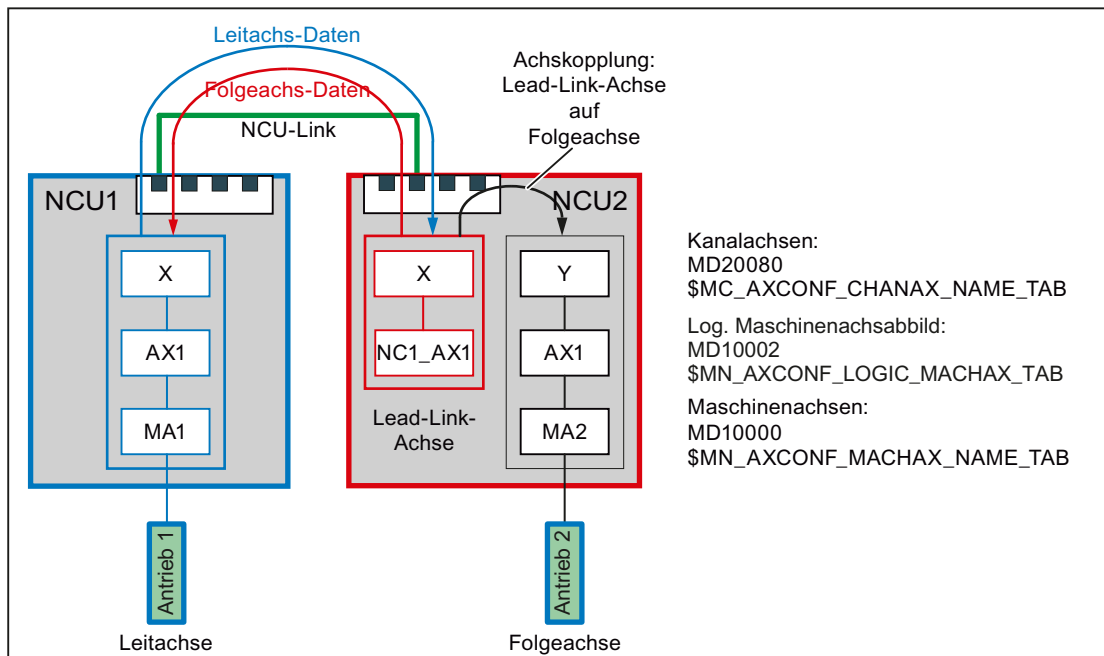 Leitachs-Daten
Folgeachs-Daten
NCU-Link
Achskopplung:
Lead-Link-Achse
auf
Folgeachse
NCU1
X
AX1
MA1
Antrieb 1
Leitachse
NCU2
X
NC1_AX1
Lead-Link-
Achse
Y
AX1
MA2
Antrieb 2
Folgeachse
Kanalachsen:
MD20080
$MC_AXCONF_CHANAX_NAME_TAB
Log. Maschinenachsabbild:
MD10002
$MN_AXCONF_LOGIC_MACHAX_TAB
Maschinenachsen:
MD10000
$MN_AXCONF_MACHAX_NAME_TAB